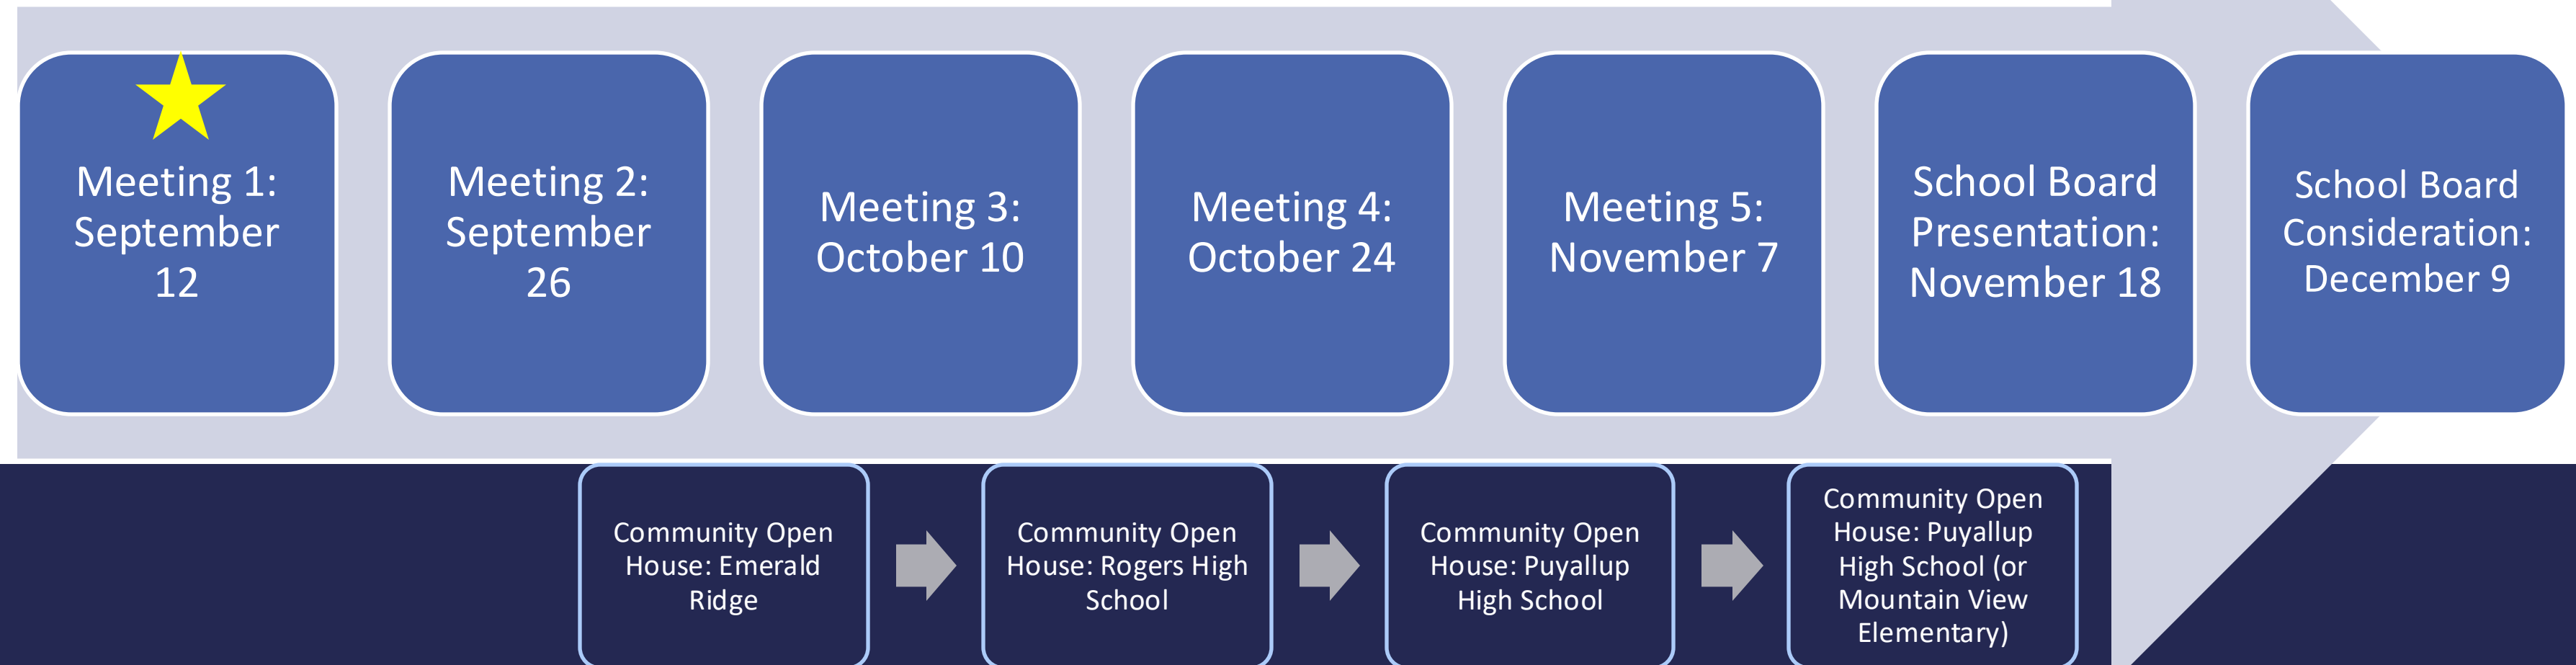 Meeting 1:
September
12
Meeting 2:
September
26
Meeting 3:
October 10
Meeting 4:
October 24
Meeting 5:
November 7
School Board
Presentation:
November 18
School Board
Consideration:
December 9
Community Open
House: Emerald
Ridge
Community Open
House: Rogers High
School
Community Open
House: Puyallup
High School
Community Open
House: Puyallup
High School (or
Mountain View
Elementary)